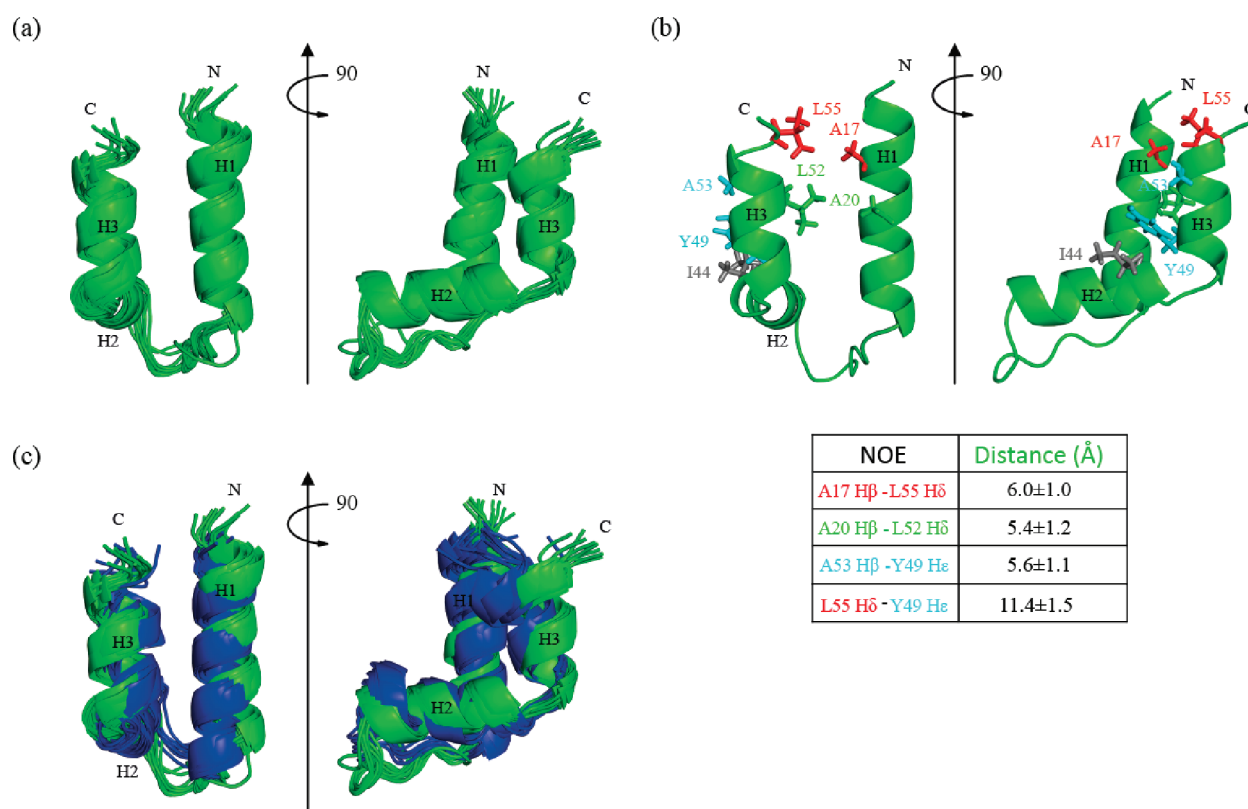 (a)
90
N
C
H1
H3
H2
N
C
H1
H3
H2
(b)
90
N
C
L55
A17
H1
L52
A53
A20
H3
Y49
I44
H2
N
L55
C
A17
H1
A53
H3
I44
Y49
H2
NOE Distance (Å)
A17 Hβ -L55 Hδ 6.0±1.0
A20 Hβ -L52 Hδ 5.4±1.2
A53 Hβ -Y49 Hε 5.6±1.1
L55 Hδ - Y49 Hε 11.4±1.5
(c)
90
N
C
H1
H3
H2
N
C
H1
H3
H2